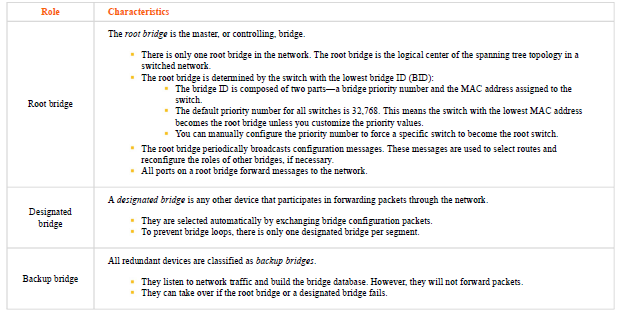 Role
Characteristics
Root bridge
The root bridge is the master, or controlling, bridge.
There is only one root bridge in the network. The root bridge is the logical center of the spanning tree topology in a
switched network.
The root bridge is determined by the switch with the lowest bridge ID (BID):
The bridge ID is composed of two parts—a bridge priority number and the MAC address assigned to the
switch.
The default priority number for all switches is 32,768. This means the switch with the lowest MAC address
becomes the root bridge unless you customize the priority values.
You can manually configure the priority number to force a specific switch to become the root switch.
The root bridge periodically broadcasts configuration messages. These messages are used to select routes and
reconfigure the roles of other bridges, if necessary.
All ports on a root bridge forward messages to the network.
Designated
bridge
A designated bridge is any other device that participates in forwarding packets through the network.
They are selected automatically by exchanging bridge configuration packets.
To prevent bridge loops, there is only one designated bridge per segment.
Backup bridge
All redundant devices are classified as backup bridges.
They listen to network traffic and build the bridge database. However, they will not forward packets.
They can take over if the root bridge or a designated bridge fails.